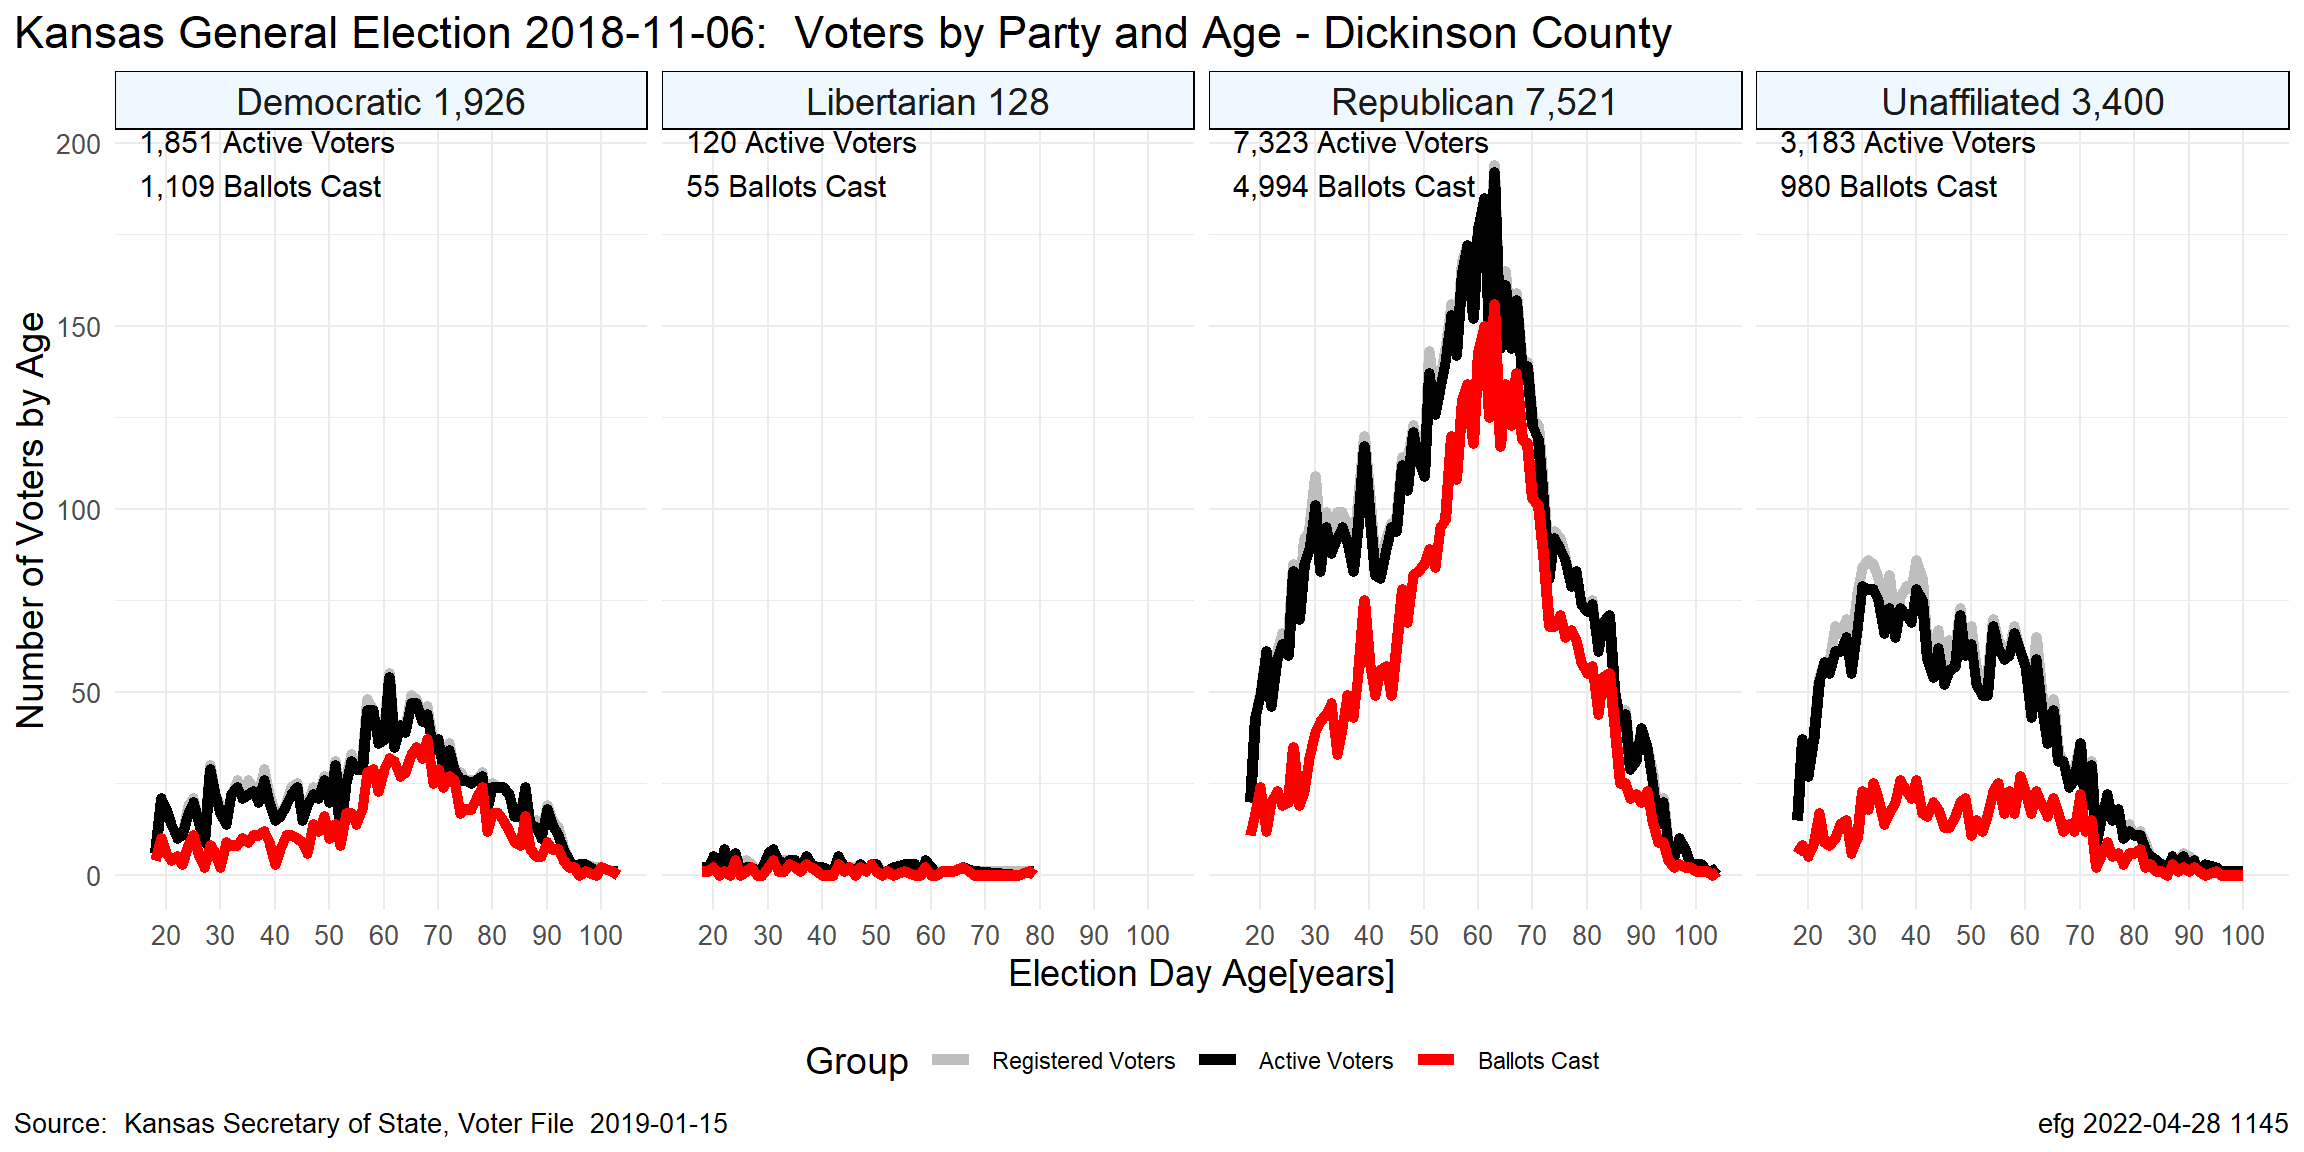 Kansas General Election 2018-11-06:  Voters by Party and Age - Dickinson County
Democratic 1,926
Libertarian 128
Republican 7,521
Unaffiliated 3,400
1,851 Active Voters
1,109 Ballots Cast
120 Active Voters
55 Ballots Cast
7,323 Active Voters
4,994 Ballots Cast
3,183 Active Voters
980 Ballots Cast
Number of Voters by Age
200
150
100
50
0
20 30 40 50 60 70 80 90 100
20 30 40 50 60 70 80 90 100
20 30 40 50 60 70 80 90 100
20 30 40 50 60 70 80 90 100
Election Day Age[years]
Group Registered Voters Active Voters Ballots Cast
Source:  Kansas Secretary of State, Voter File  2019-01-15
efg 2022-04-28 1145